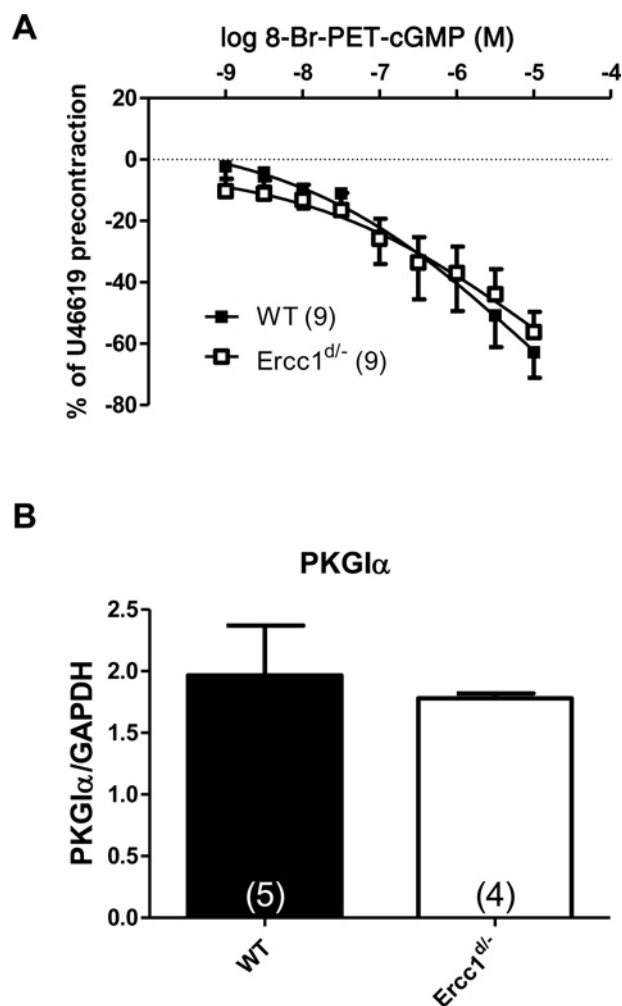 A
log 8-Br-PET-cGMP (M)
-9 -8 -7 -6 -5 -4
20
0
-20
-40
-60
-80
% of U46619 precontraction
WT (9)
Ercc1d/- (9)
B
PKGIα
2.5
2.0
1.5
1.0
0.5
0.0
PKGIα/GAPDH
(5) (4)
WT Ercc1d/-